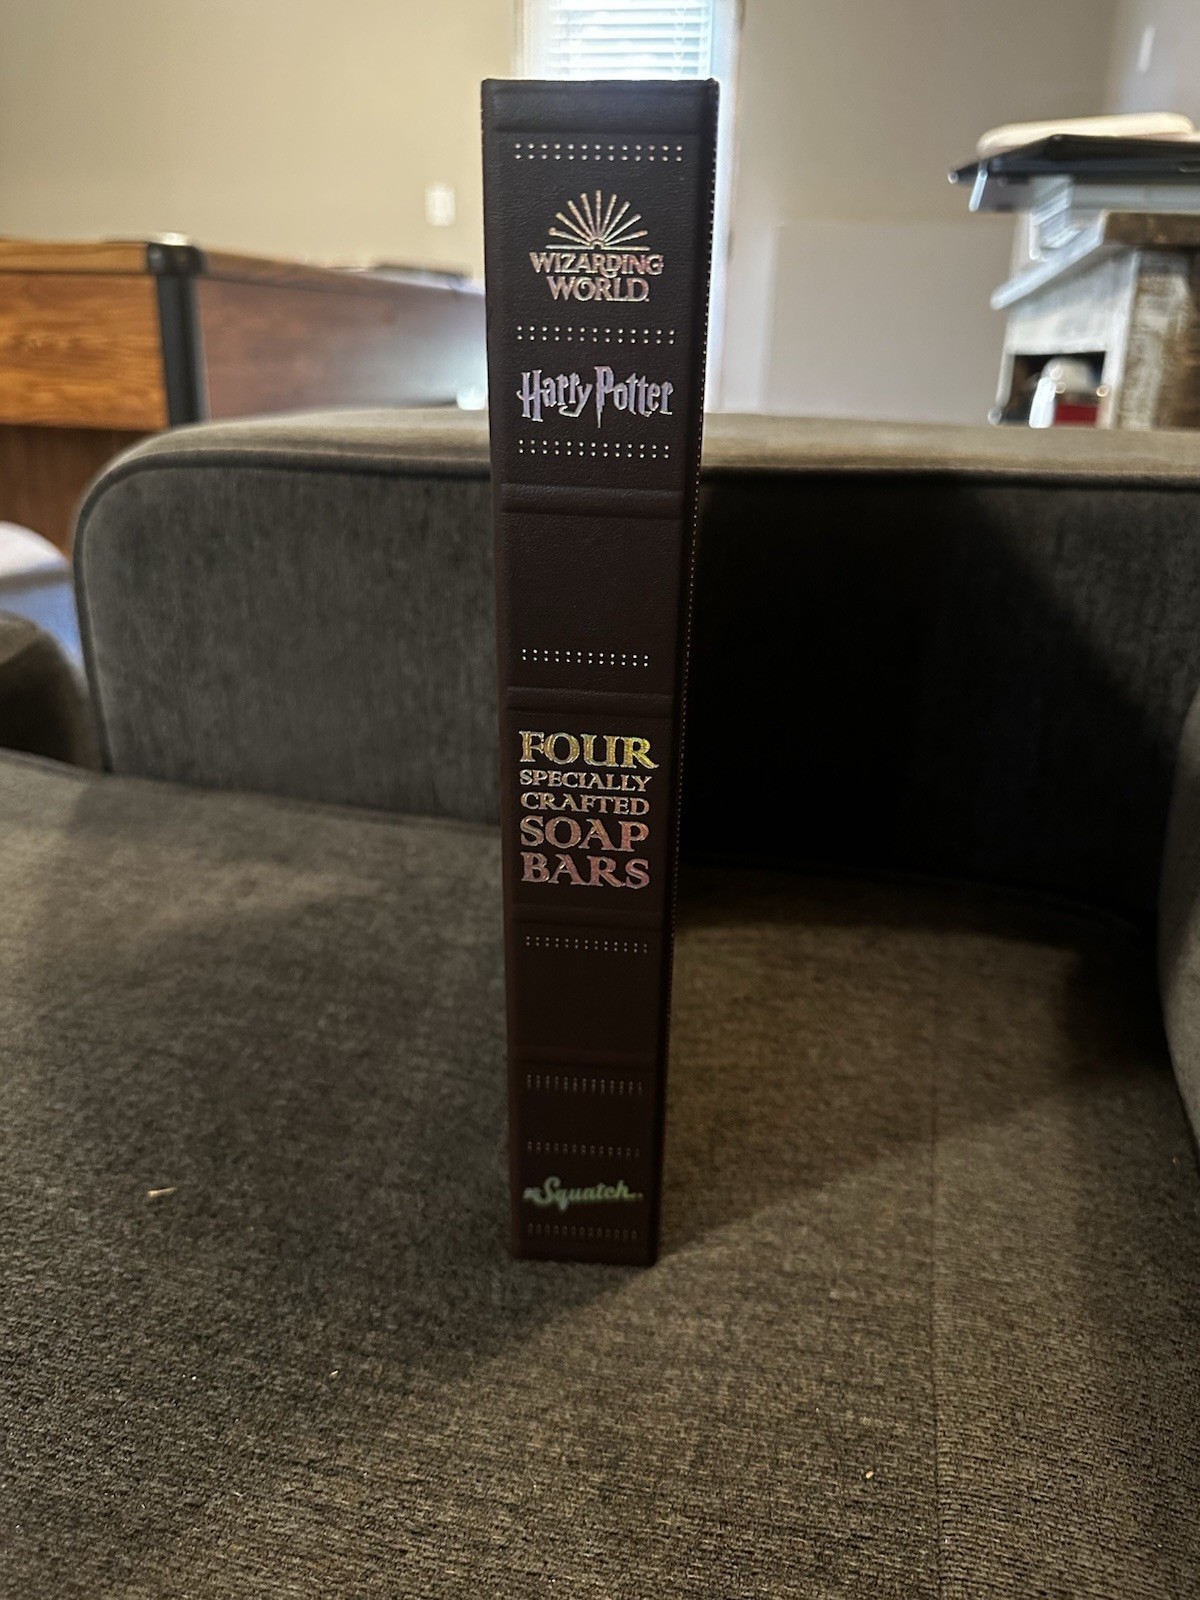 WIZARDING
WORLD
Harry Potter
FOUR
SPECIALLY
CRAFTED
SOAP
BARS
Squatch